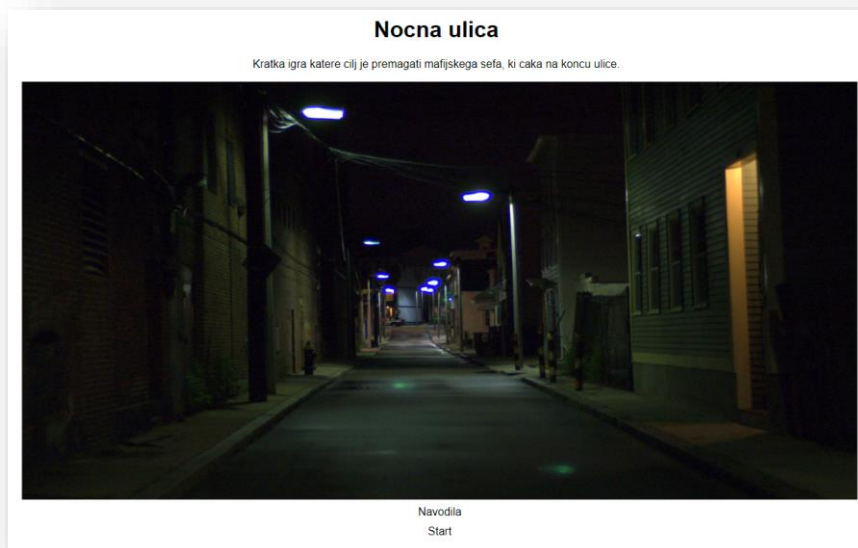 Nocna ulica
Kratka igra katere cilj je premagati mafijskega sefa, ki caka na koncu ulice.
Navodila
Start